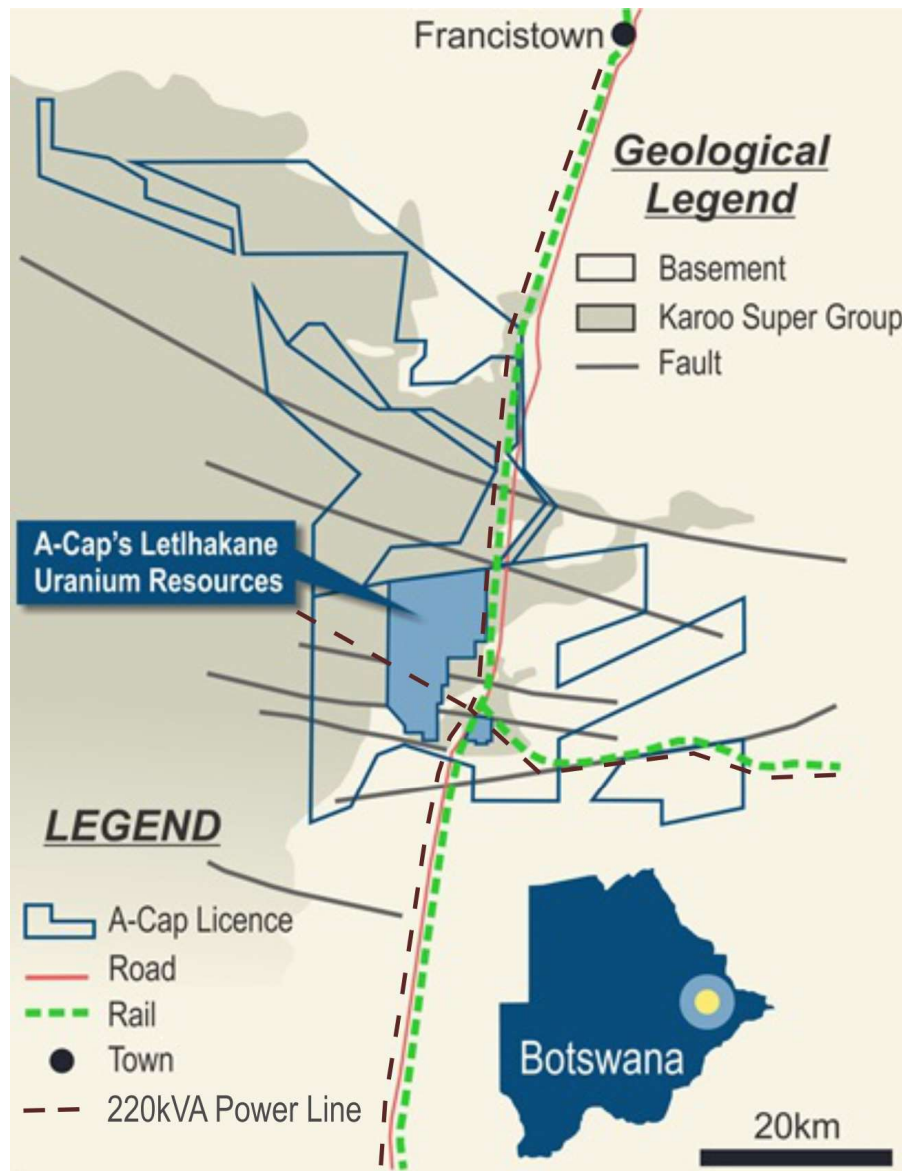 Francistown
Geological
Legend
Basement
Karoo Super Group
Fault
A-Cap's Letlhakane
Uranium Resources
LEGEND
A-Cap Licence
Road
Rail
Town
220kVA Power Line
Botswana
20km